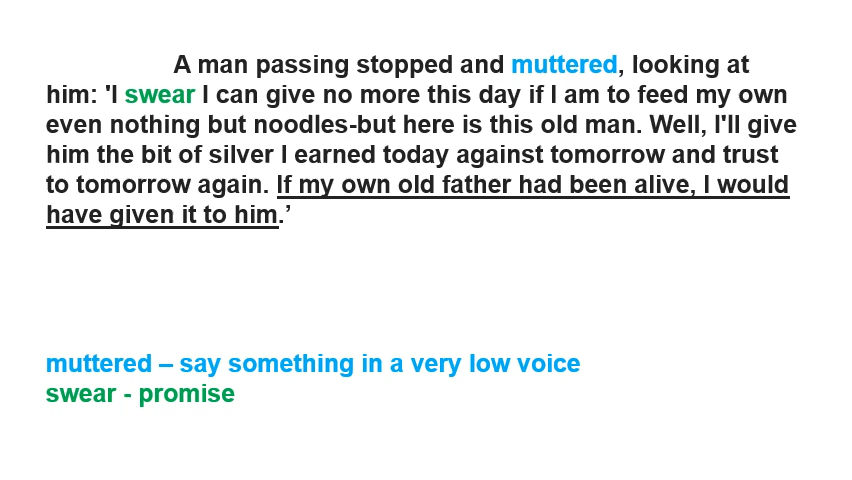 A man passing stopped and muttered, looking at
him: 'I swear I can give no more this day if I am to feed my own
even nothing but noodles-but here is this old man. Well, I'll give
him the bit of silver I earned today against tomorrow and trust
to tomorrow again. If my own old father had been alive, I would
have given it to him.’
muttered – say something in a very low voice
swear - promise